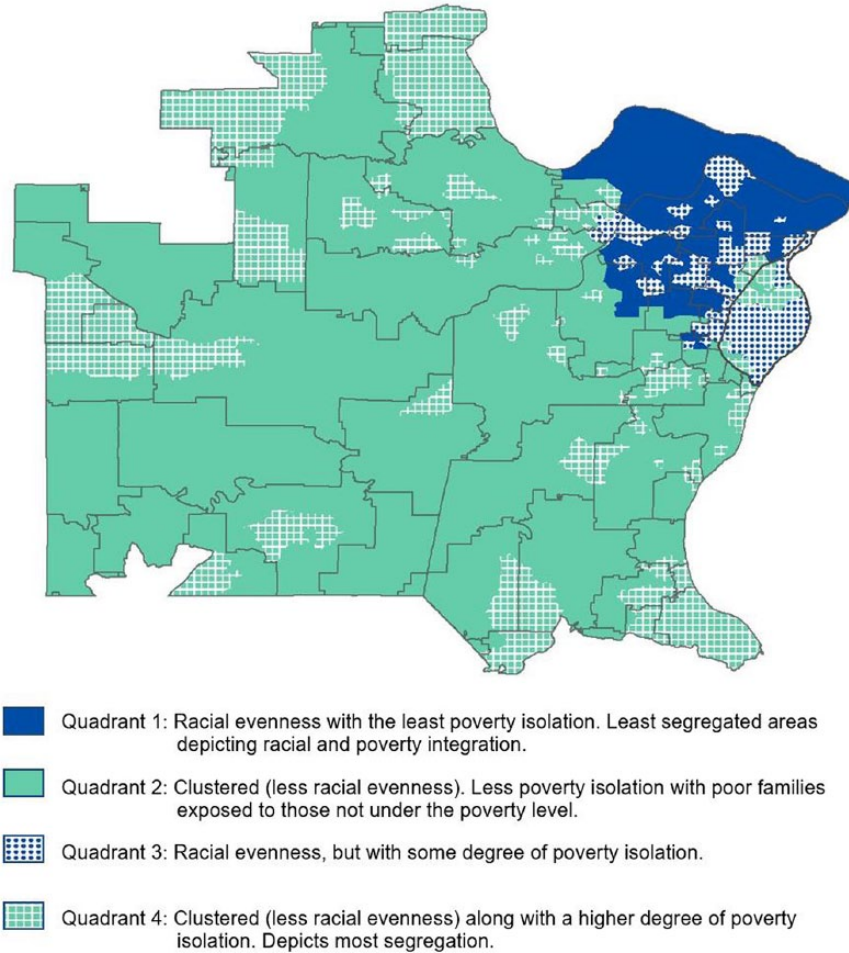 Quadrant 1: Racial evenness with the least poverty isolation. Least segregated areas
depicting racial and poverty integration.
Quadrant 2: Clustered (less racial evenness). Less poverty isolation with poor families
exposed to those not under the poverty level.
Quadrant 3: Racial evenness, but with some degree of poverty isolation.
Quadrant 4: Clustered (less racial evenness) along with a higher degree of poverty
isolation. Depicts most segregation.